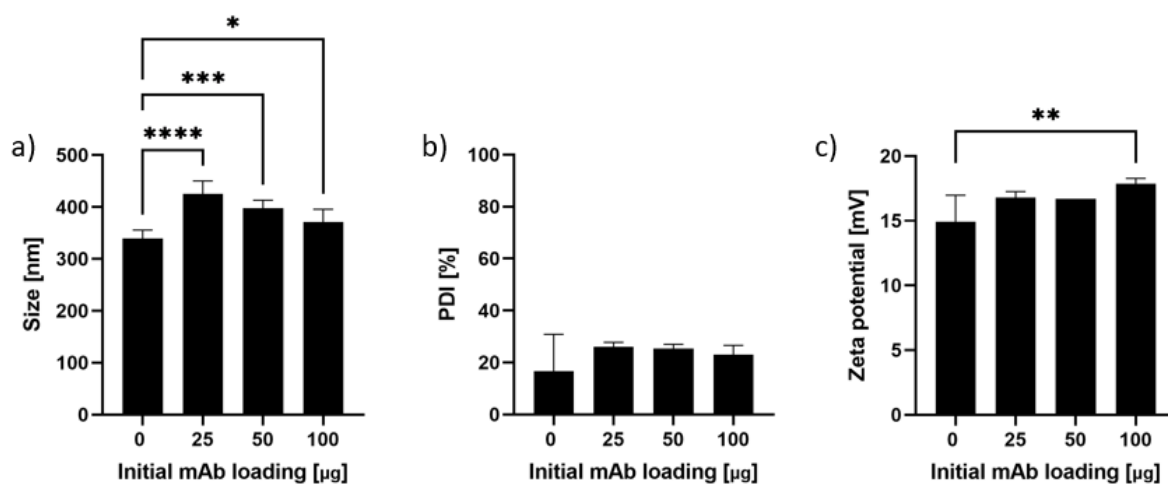 *
***
****
a)
500
400
300
200
100
0
Size [nm]
0 25 50 100
Initial mAb loading [µg]
b)
100
80
60
40
20
0
PDI [%]
0 25 50 100
Initial mAb loading [µg]
**
c)
20
15
10
5
0
Zeta potential [mV]
0 25 50 100
Initial mAb loading [µg]